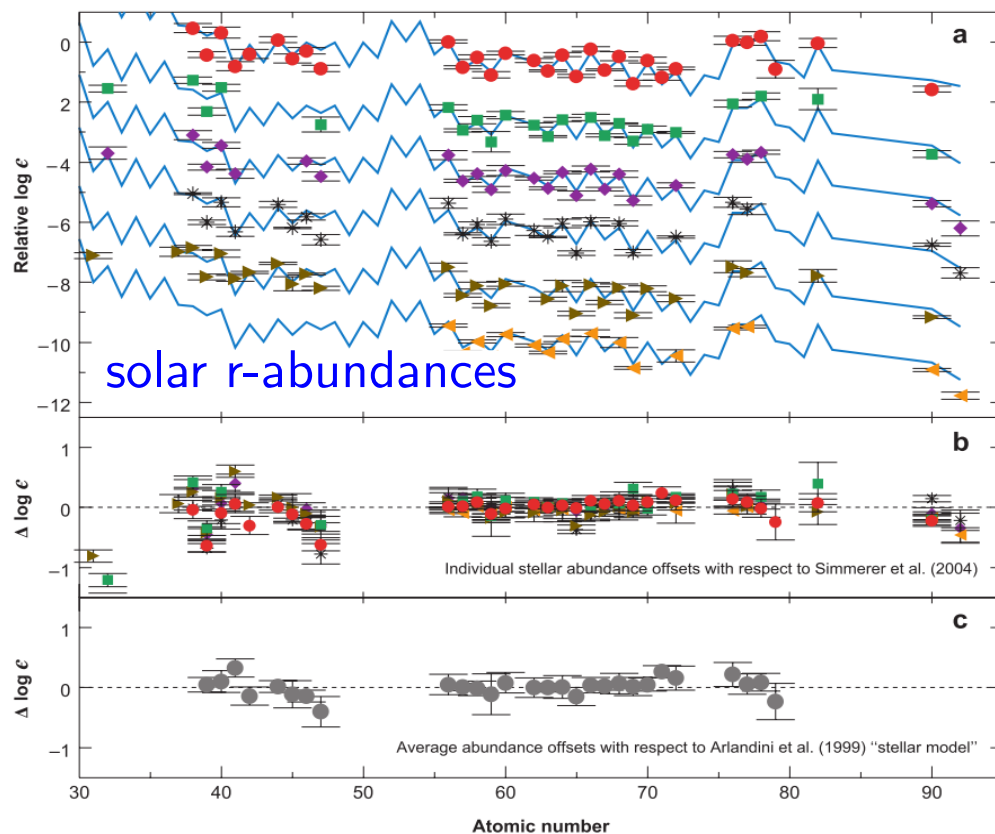 a
0
2
−4
−6
−8
−10
−12
Relative log ϵ
solar r-abundances
b
1
0
−1
Δ log ϵ
Individual stellar abundance offsets with respect to Simmerer et al. (2004)
c
1
0
−1
Δ log ϵ
Average abundance offsets with respect to Arlandini et al. (1999) “stellar model”
30 40 50 60 70 80 90
Atomic number